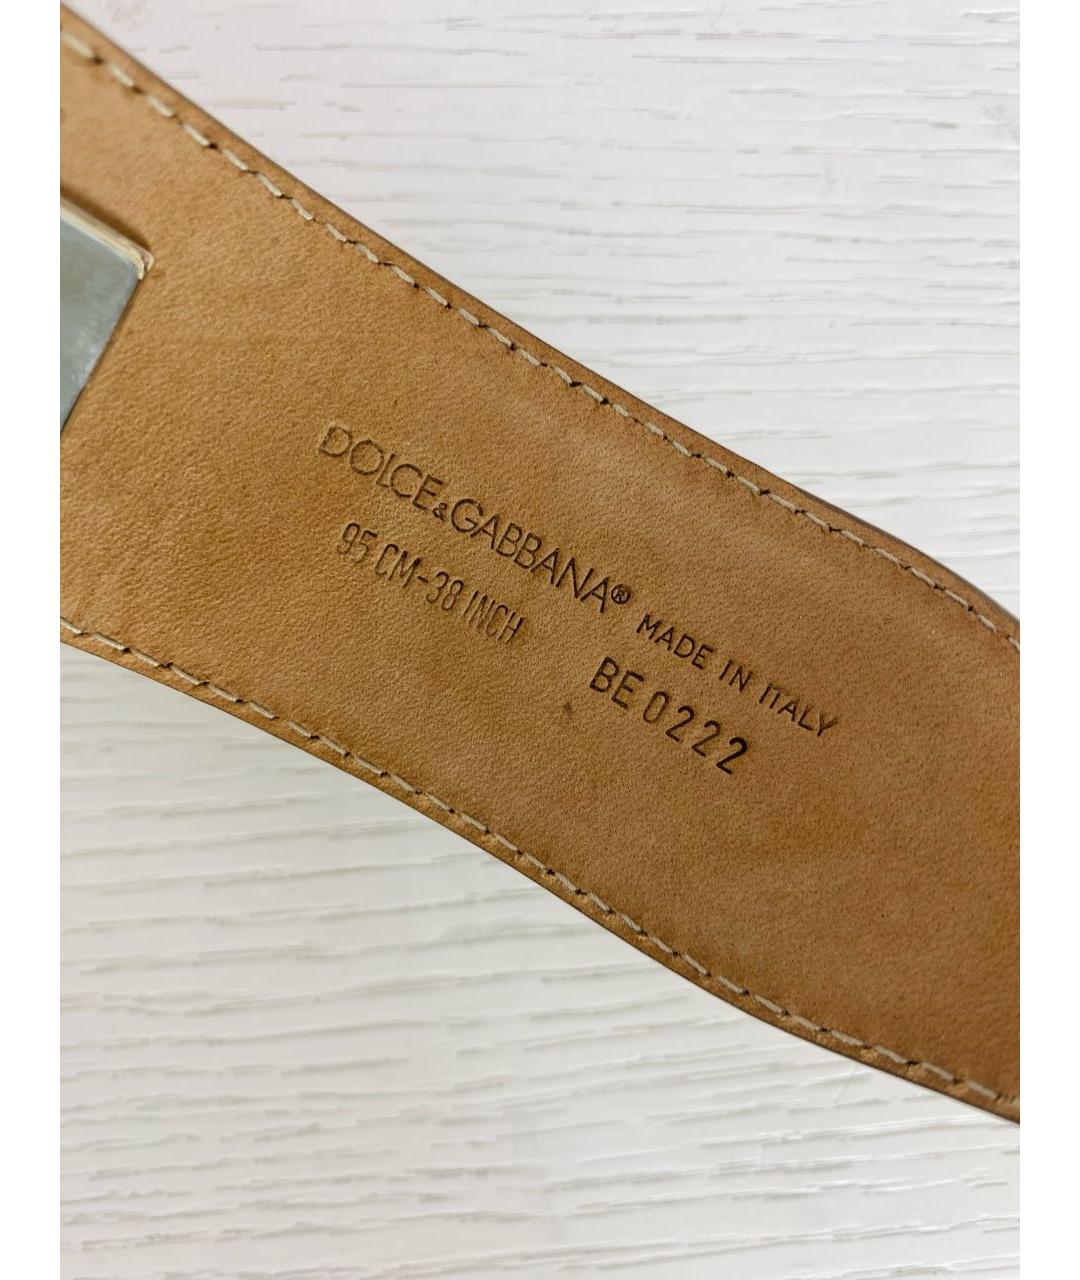 DOLCE&GABBANA® MADE IN ITALY
95 CM-38 INCH BE 0222